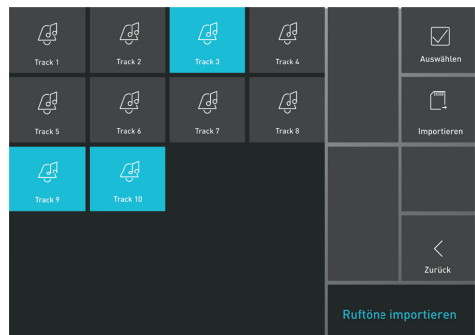 Track 1
Track 2
Track 3
Track 4
Auswählen
Track 5
Track 6
Track 7
Track 8
Importieren
Track 9
Track 10
Zurück
Ruftöne importieren